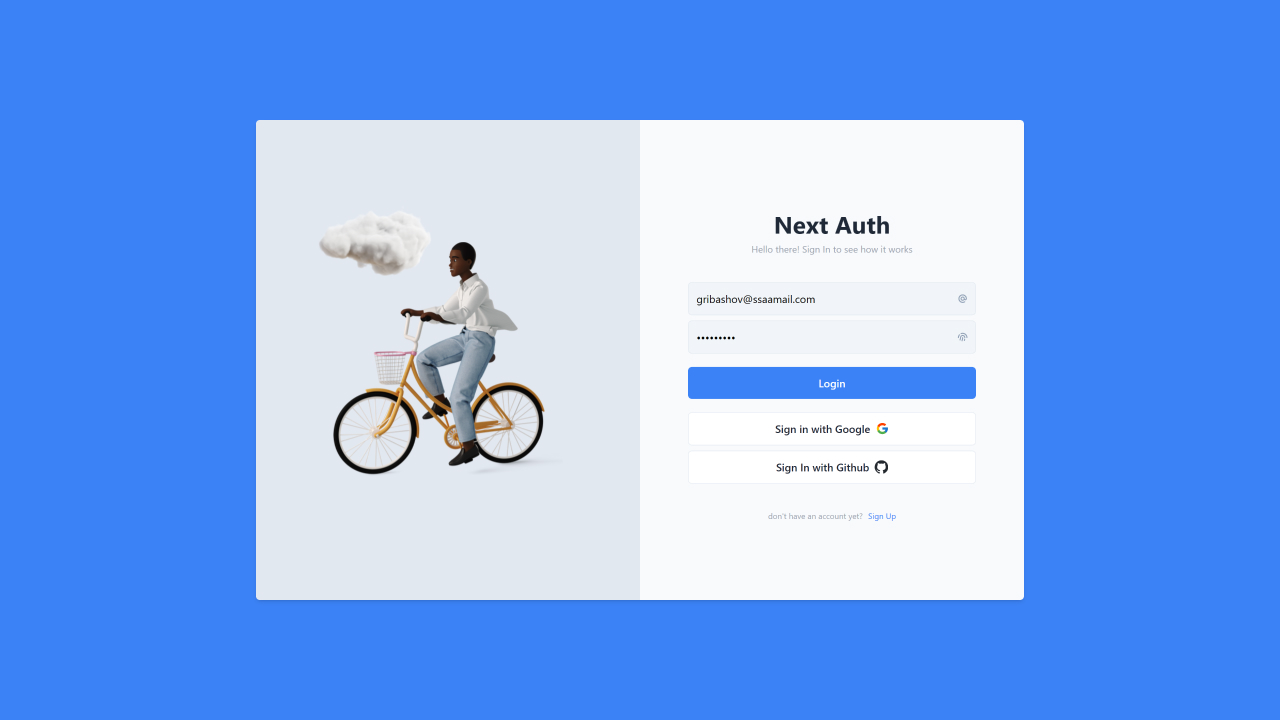 Next Auth
Hello there! Sign In to see how it works
gribashov@ssaamail.com
•••••••••
Login
Sign in with Google
Sign In with Github
don't have an account yet? Sign Up